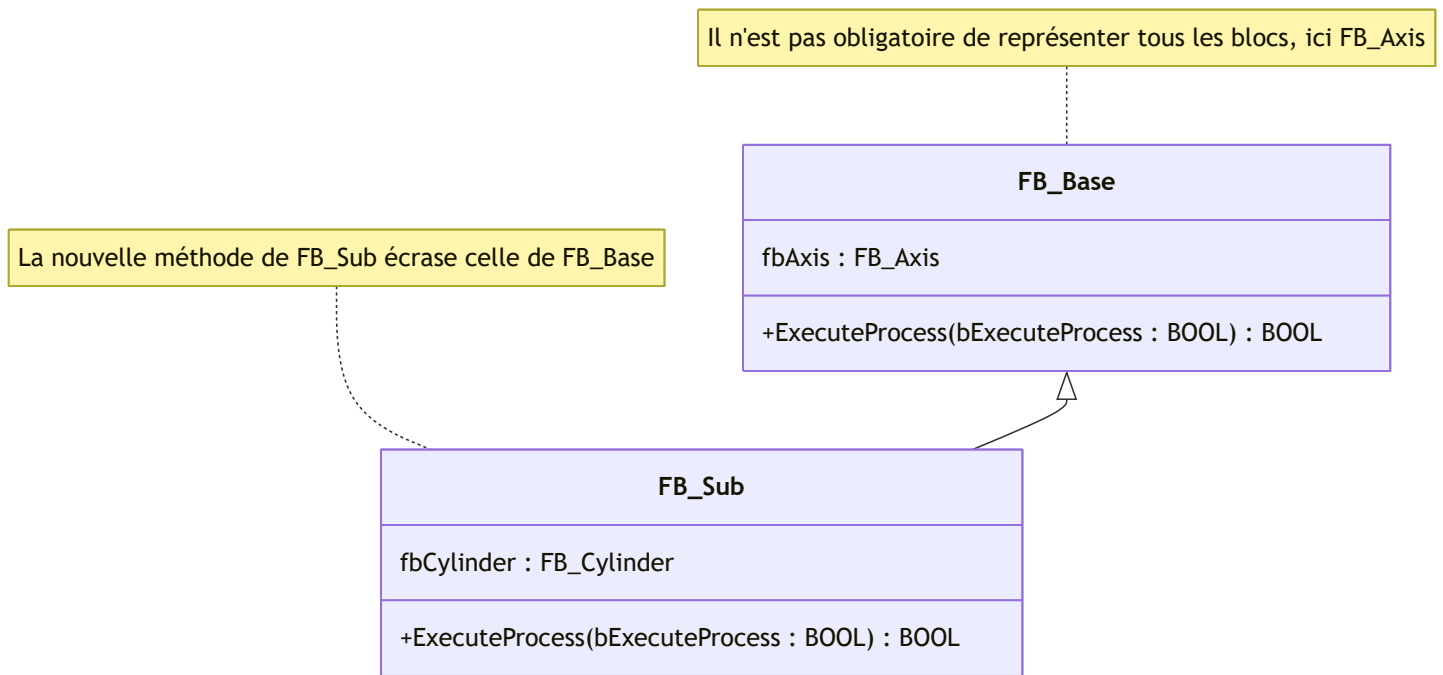 Il n'est pas obligatoire de représenter tous les blocs, ici FB_Axis
FB_Base
fbAxis : FB_Axis
+ExecuteProcess(bExecuteProcess : BOOL) : BOOL
La nouvelle méthode de FB_Sub écrase celle de FB_Base
FB_Sub
fbCylinder : FB_Cylinder
+ExecuteProcess(bExecuteProcess : BOOL) : BOOL